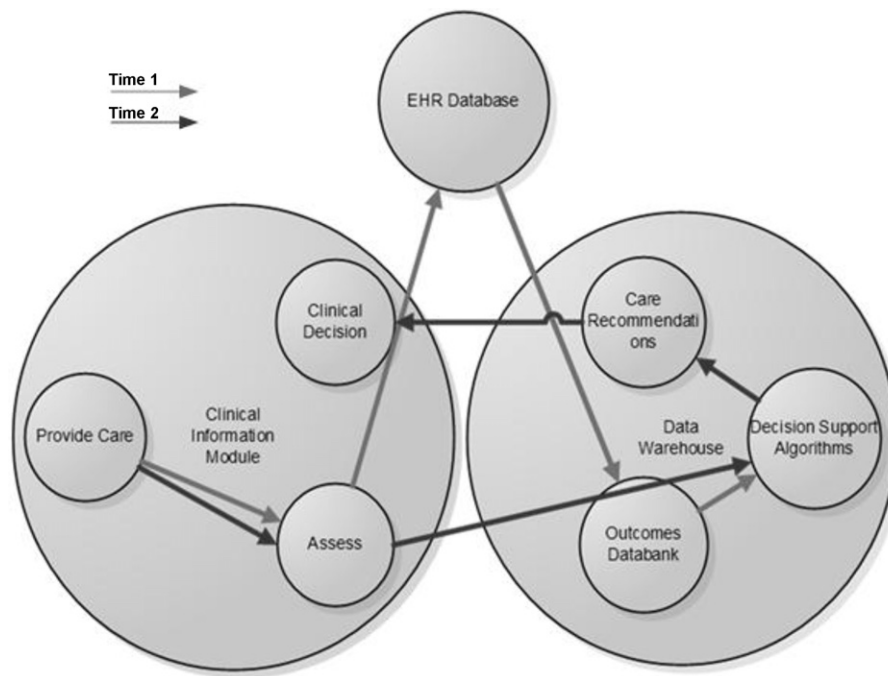 Time 1
Time 2
EHR Database
Clinical
Decision
Care
Recommendati
ons
Provide Care
Clinical
Information
Module
Data
Warehouse
Decision Support
Algorithms
Assess
Outcomes
Databank